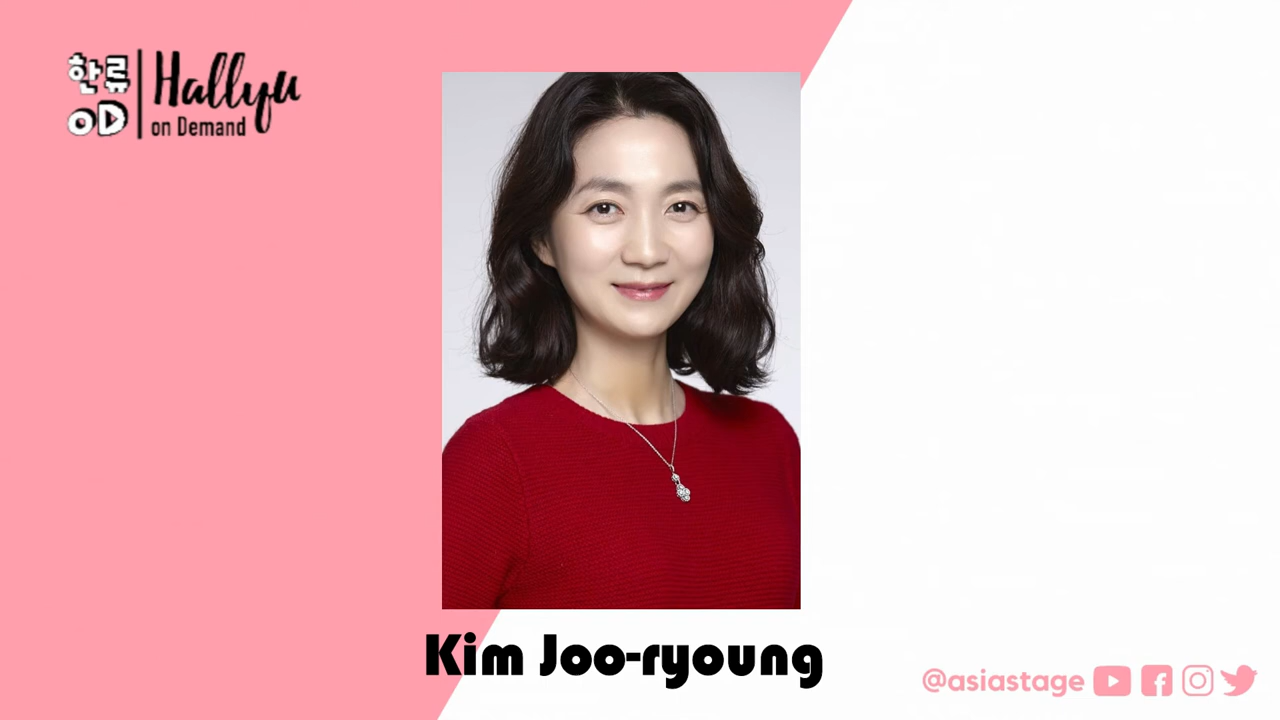 한류
OD
Hallyu
on Demand
Kim Joo-ryoung
@asiastage